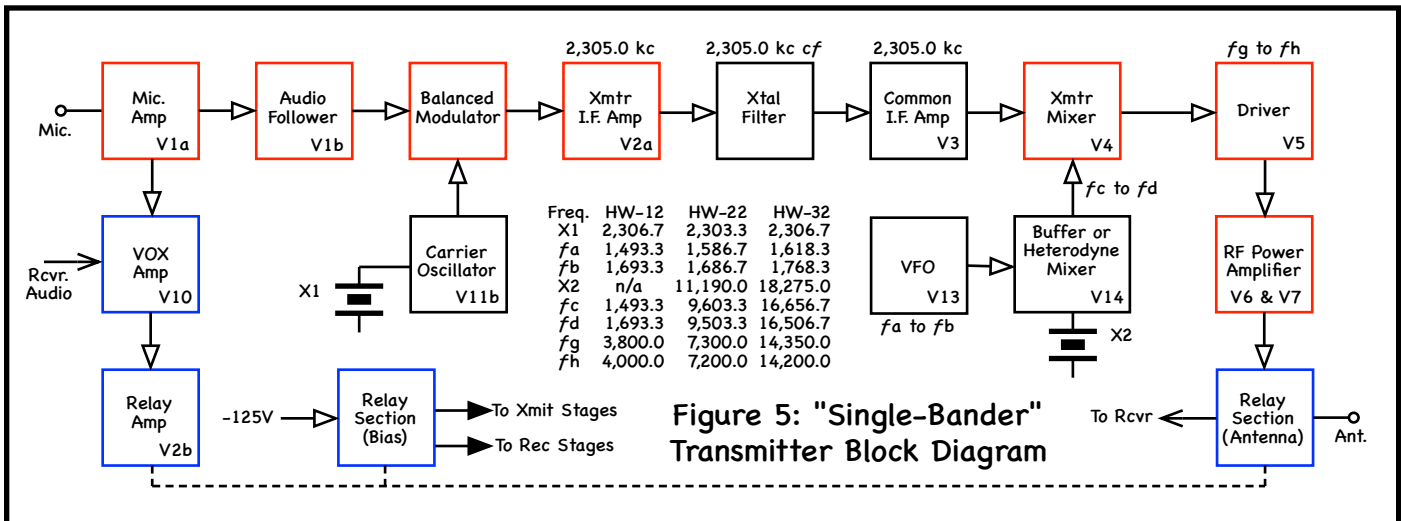 2,305.0 kc
2,305.0 kc cf
2,305.0 kc
fg to fh
Mic.
Mic.
Amp
V1a
Audio
Follower
V1b
Balanced
Modulator
Xmtr
I.F. Amp
V2a
Xtal
Filter
Common
I.F. Amp
V3
Xmtr
Mixer
V4
Driver
V5
fc to fd
Rcvr.
Audio
VOX
Amp
V10
X1
Carrier
Oscillator
V11b
Freq. HW-12 HW-22 HW-32
X1 2,306.7 2,303.3 2,306.7
fa 1,493.3 1,586.7 1,618.3
fb 1,693.3 1,686.7 1,768.3
X2 n/a 11,190.0 18,275.0
fc 1,493.3 9,603.3 16,656.7
fd 1,693.3 9,503.3 16,506.7
fg 3,800.0 7,300.0 14,350.0
fh 4,000.0 7,200.0 14,200.0
VFO
V13
fa to fb
Buffer or
Heterodyne
Mixer
V14
X2
RF Power
Amplifier
V6 & V7
Relay
Amp
V2b
-125V
Relay
Section
(Bias)
To Xmit Stages
To Rec Stages
Figure 5: "Single-Bander"
Transmitter Block Diagram
To Rcvr
Relay
Section
(Antenna)
Ant.